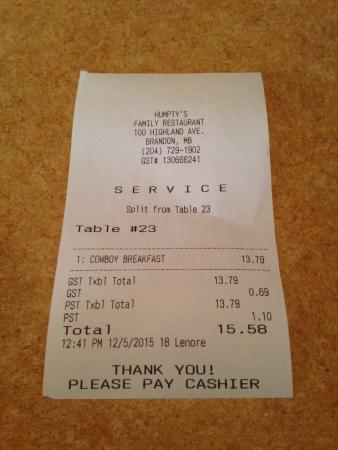 HUMPTY'S
FAMILY RESTAURANT
100 HIGHLAND AVE.
BRANDON, MB
(204) 729-1902
GST# 130666241
SERVICE
Split from Table 23
Table #23
1: COWBOY BREAKFAST 13.79
GST Txbl Total 13.79
GST 0.69
PST Txbl Total 13.79
PST 1.10
Total 15.58
12:41 PM 12/5/2015 18 Lenore
THANK YOU!
PLEASE PAY CASHIER